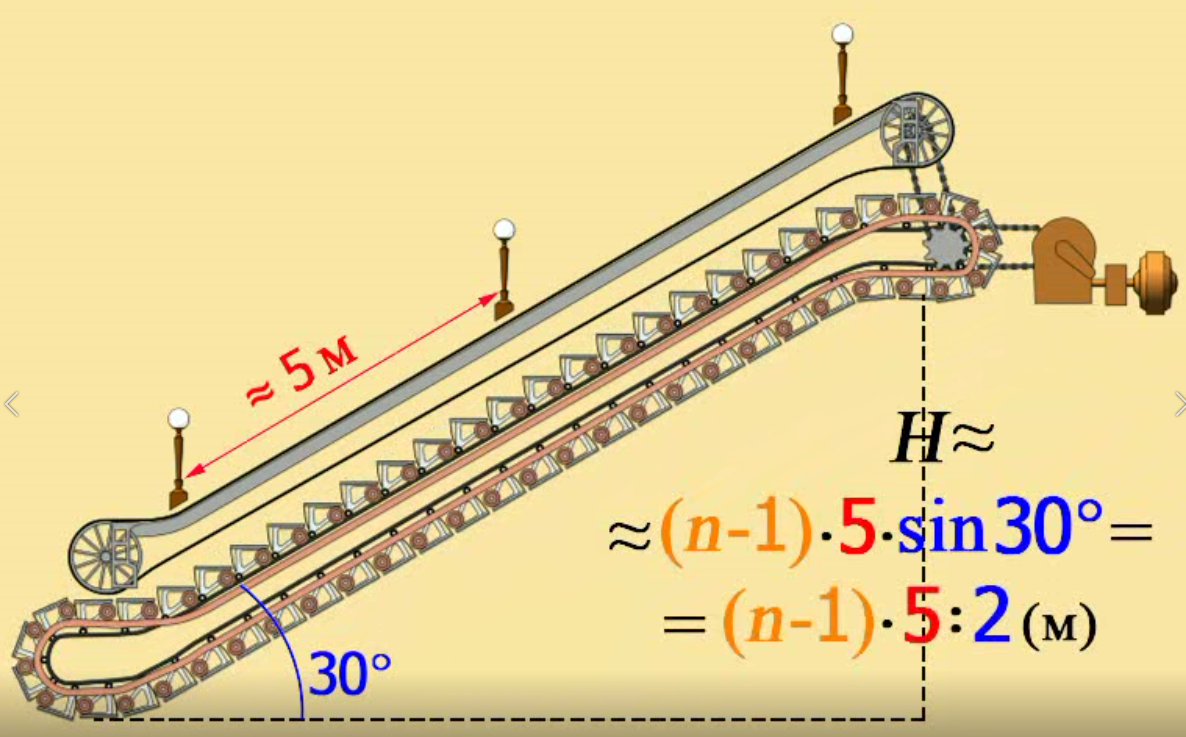 ≈ 5 м
H≈
≈(n-1)·5·sin30°=
=(n-1)·5:2 (м)
30°